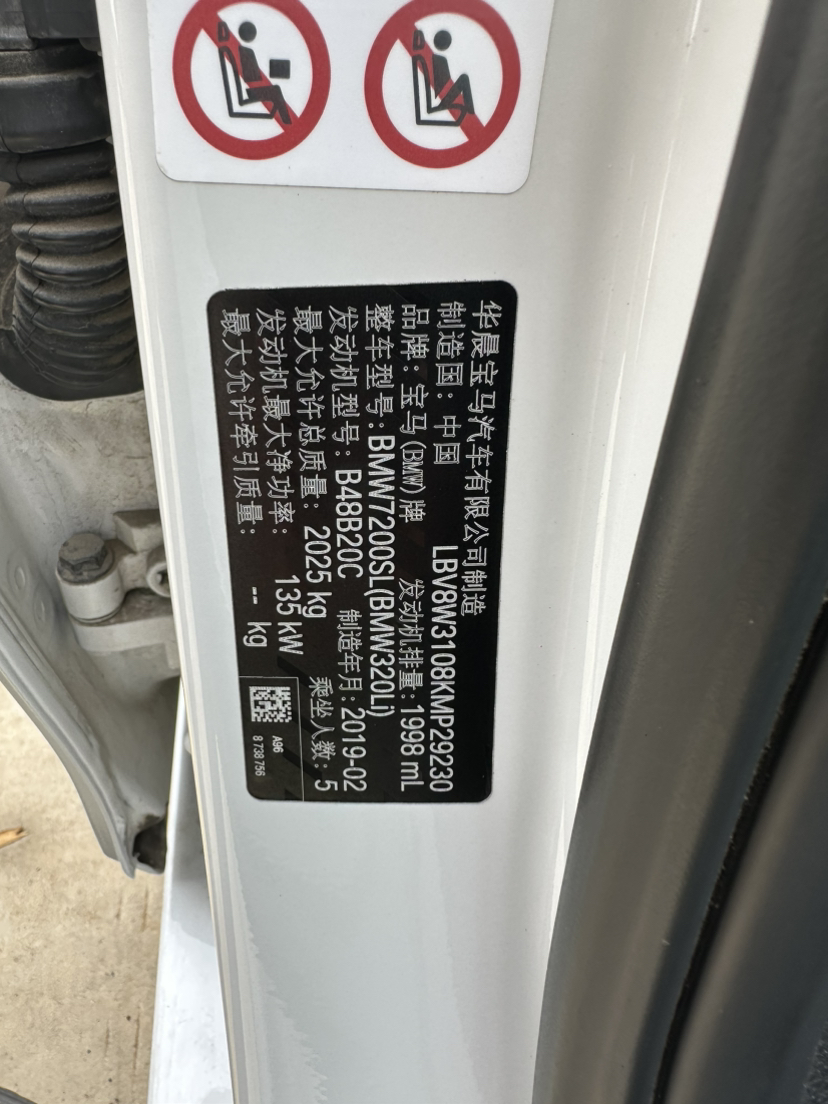 华晨宝马汽车有限公司制造
制造国：中国 LBV8W3108KMP29230
品牌：宝马(BMW)牌 发动机排量：1998 mL
整车型号：BMW7200SL(BMW320Li)
发动机型号：B48B20C 制造年月：2019-02
最大允许总质量：2025 kg 乘坐人数：5
发动机最大净功率：135 kW
最大允许牵引质量：-- kg
A96
8 738 756